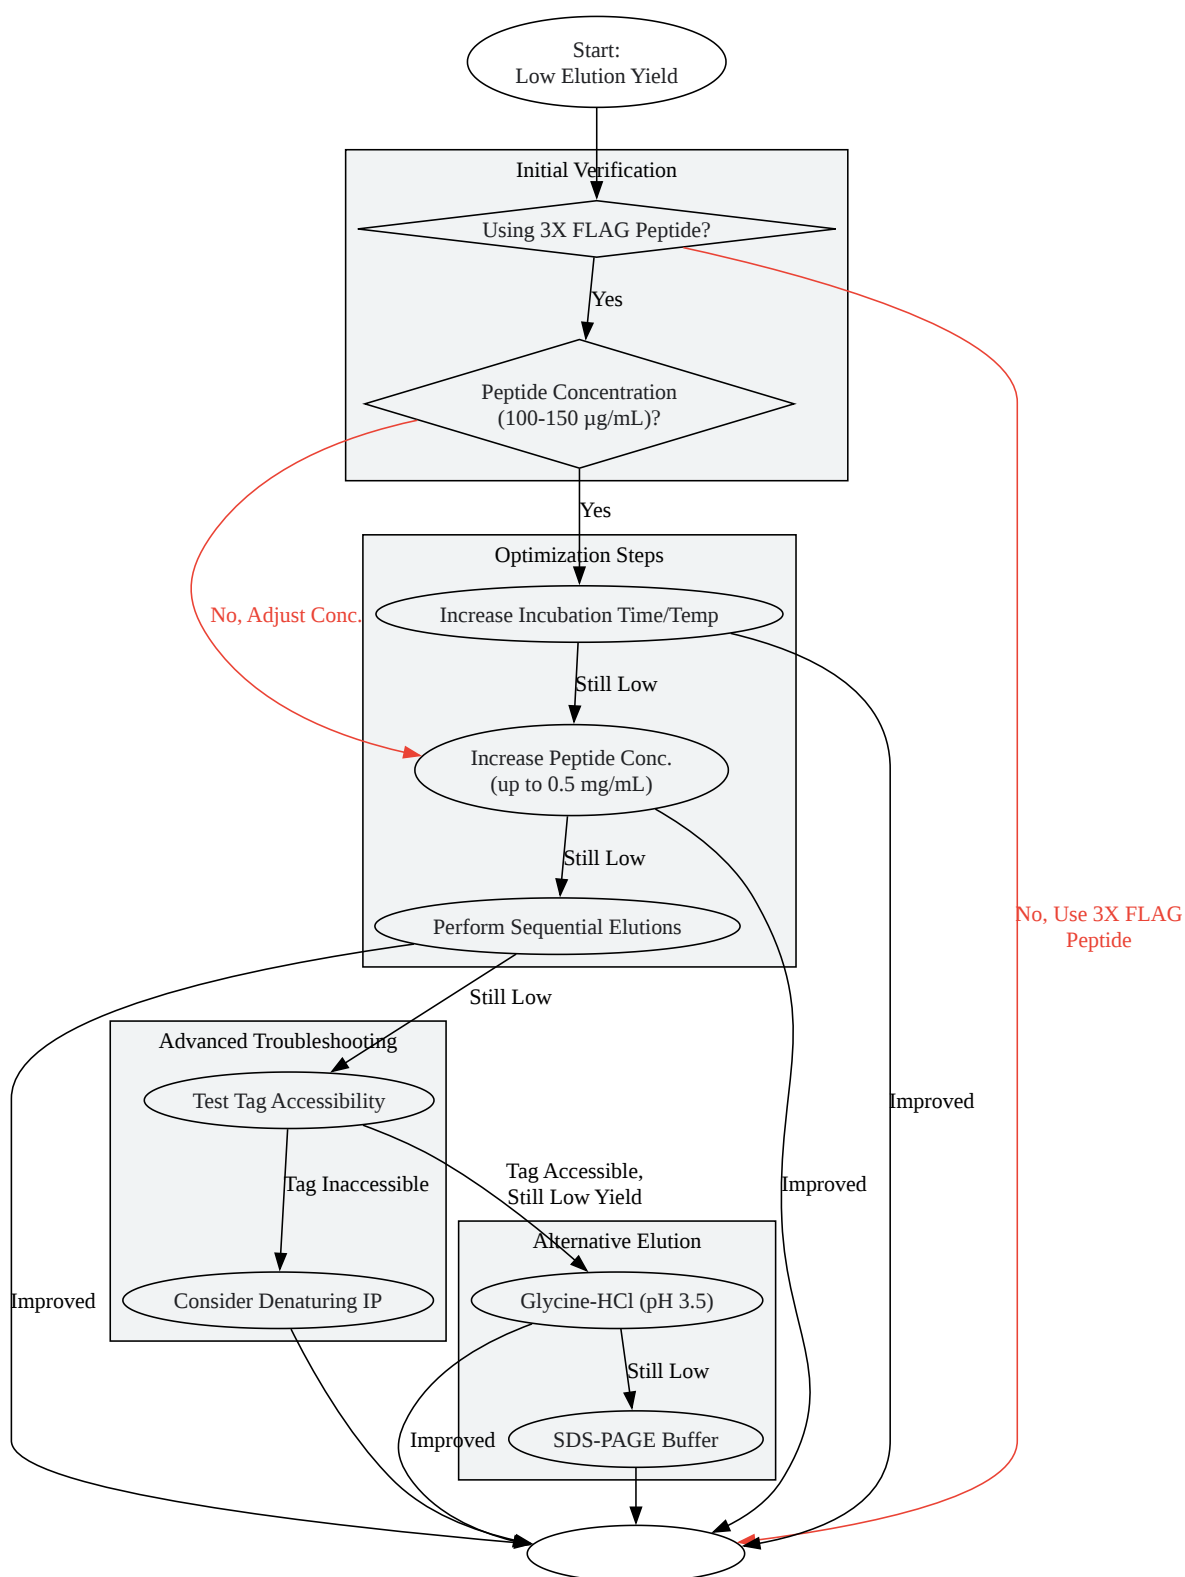 Start:
Low Elution Yield
Initial Verification
Using 3X FLAG Peptide?
Yes
Peptide Concentration
(100-150 µg/mL)?
Yes
Optimization Steps
Increase Incubation Time/Temp
No, Adjust Conc.
Still Low
Increase Peptide Conc.
(up to 0.5 mg/mL)
Still Low
No, Use 3X FLAG
Peptide
Perform Sequential Elutions
Still Low
Advanced Troubleshooting
Test Tag Accessibility
Improved
Tag Accessible,
Still Low Yield
Tag Inaccessible
Improved
Alternative Elution
Improved
Consider Denaturing IP
Glycine-HCl (pH 3.5)
Still Low
Improved
SDS-PAGE Buffer